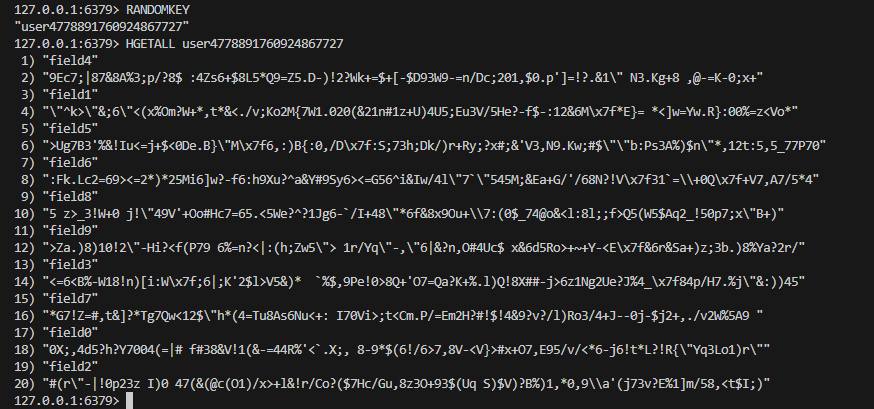 127.0.0.1:6379> RANDOMKEY
"user4778891760924867727"
127.0.0.1:6379> HGETALL user4778891760924867727
 1) "field4"
 2) "9Ec7;|87&8A%3;p/?8$ :4Zs6+$8L5*Q9=Z5.D-)!2?Wk+=$+[-$D93W9-=n/Dc;201,$0.p']=!?.&1\" N3.Kg+8 ,@-=K-0;x+"
 3) "field1"
 4) "\"^k>\"&;6\"<(x%Om?W+*,t*&<./v;Ko2M{7W1.020(&21n#1z+U)4U5;Eu3V/5He?-f$-:12&6M\x7f*E}= *<]w=Yw.R}:00%=z<Vo*"
 5) "field5"
 6) ">Ug7B3'%&!Iu<=j+$<0De.B}\"M\x7f6,:)B{:0,/D\x7f:S;73h;Dk/)r+Ry;?x#;&'V3,N9.Kw;#$\"\"b:Ps3A%)$n\"*,12t:5,5_77P70"
 7) "field6"
 8) ":Fk.Lc2=69><=2*)*25Mi6]w?-f6:h9Xu?^a&Y#9Sy6><=G56^i&Iw/4l\"7`\"545M;&Ea+G/'/68N?!V\x7f31`=\\+0Q\x7f+V7,A7/5*4"
 9) "field8"
10) "5 z>_3!W+0 j!\"49V'+Oo#Hc7=65.<5We?^?1Jg6-`/I+48\"*6f&8x9Ou+\\7:(0$_74@o&<l:8l;;f>Q5(W5$Aq2_!50p7;x\"B+)"
11) "field9"
12) ">Za.)8)10!2\"-Hi?<f(P79 6%=n?<|:(h;Zw5\"> 1r/Yq\"-,\"6|&?n,O#4Uc$ x&6d5Ro>+~+Y-<E\x7f&6r&Sa+)z;3b.)8%Ya?2r/"
13) "field3"
14) "<=6<B%-W18!n)[i:W\x7f;6|;K'2$l>V5&)*  `%$,9Pe!0>8Q+'O7=Qa?K+%.l)Q!8X##-j>6z1Ng2Ue?J%4_\x7f84p/H7.%j\"&:))45"
15) "field7"
16) "*G7!Z=#,t&]?*Tg7Qw<12$\"h*(4=Tu8As6Nu<+: I70Vi>;t<Cm.P/=Em2H?#!$!4&9?v?/l)Ro3/4+J--0j-$j2+,./v2W%5A9 "
17) "field0"
18) "0X;,4d5?h?Y7004(=|# f#38&V!1(&-=44R%'<`.X;, 8-9*$(6!/6>7,8V-<V}>#x+O7,E95/v/<*6-j6!t*L?!R{\"Yq3Lo1)r\""
19) "field2"
20) "#(r\"-|!0p23z I)0 47(&(@c(O1)/x>+l&!r/Co?($7Hc/Gu,8z3O+93$(Uq S)$V)?B%)1,*0,9\\a'(j73v?E%1]m/58,<t$I;)"
127.0.0.1:6379>